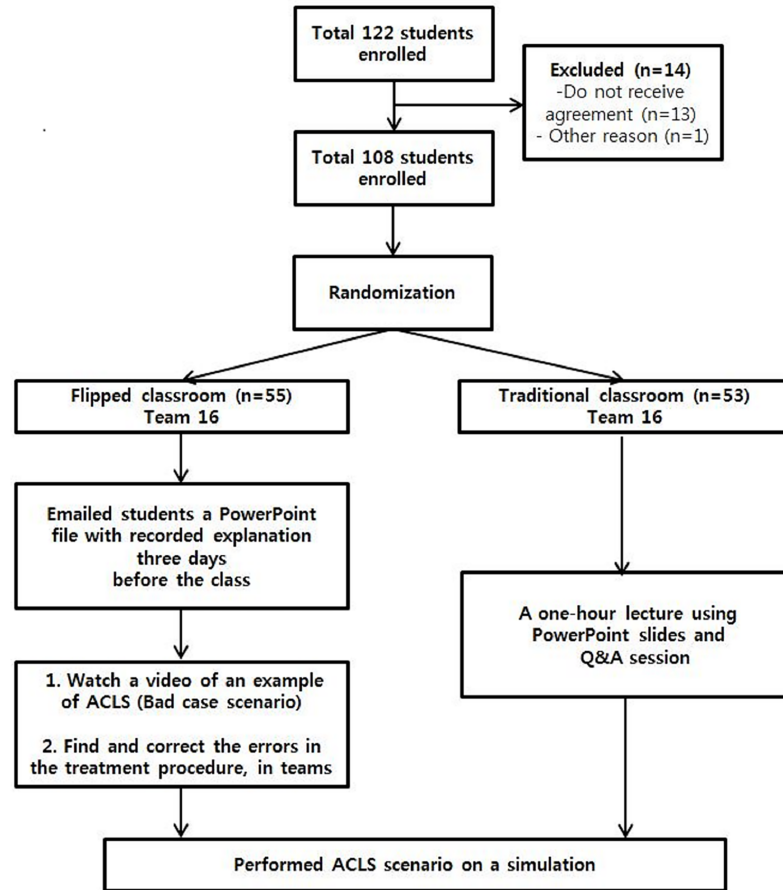 Total 122 students
enrolled
Excluded (n=14)
-Do not receive
agreement (n=13)
- Other reason (n=1)
Total 108 students
enrolled
Randomization
Flipped classroom (n=55)
Team 16
Traditional classroom (n=53)
Team 16
Emailed students a PowerPoint
file with recorded explanation
three days
before the class
A one-hour lecture using
PowerPoint slides and
Q&A session
1. Watch a video of an example
of ACLS (Bad case scenario)
2. Find and correct the errors in
the treatment procedure, in teams
Performed ACLS scenario on a simulation